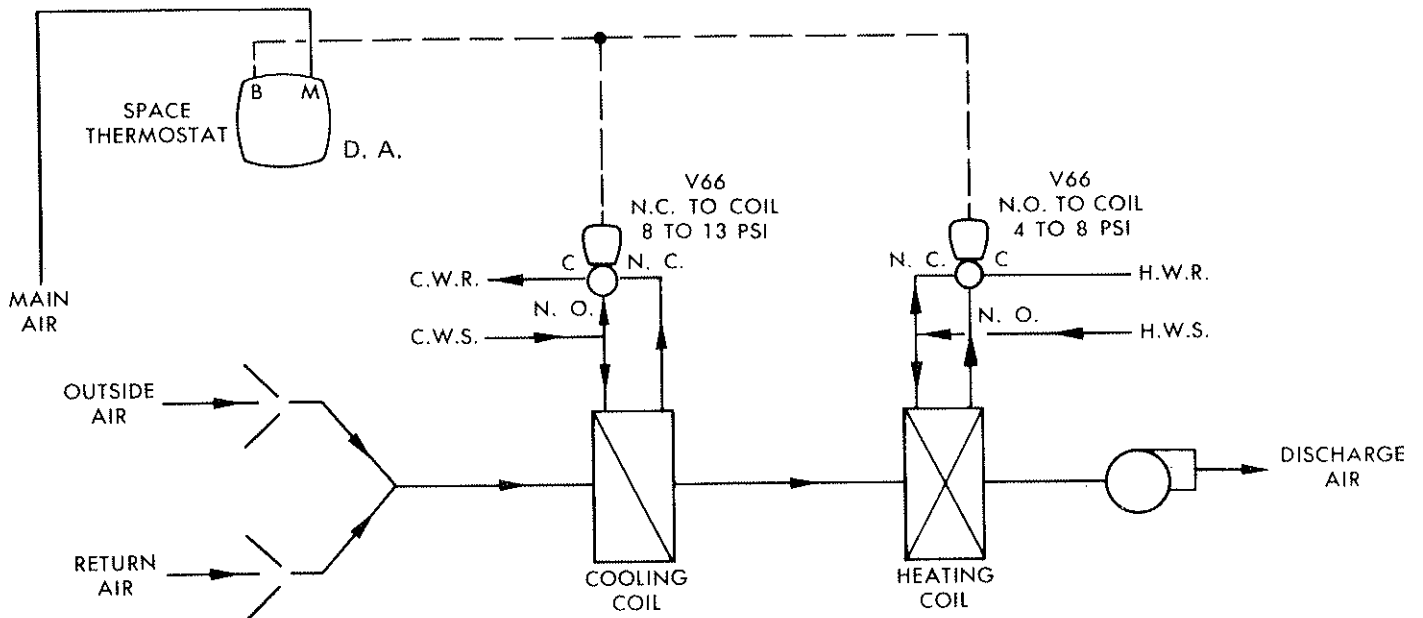 B M
SPACE
THERMOSTAT
D. A.
V66
N.C. TO COIL
8 TO 13 PSI
V66
N.O. TO COIL
4 TO 8 PSI
C.W.R.
C
N. C.
N. C.
C
H.W.R.
MAIN
AIR
N. O.
N. O.
C.W.S.
H.W.S.
OUTSIDE
AIR
DISCHARGE
AIR
RETURN
AIR
COOLING
COIL
HEATING
COIL